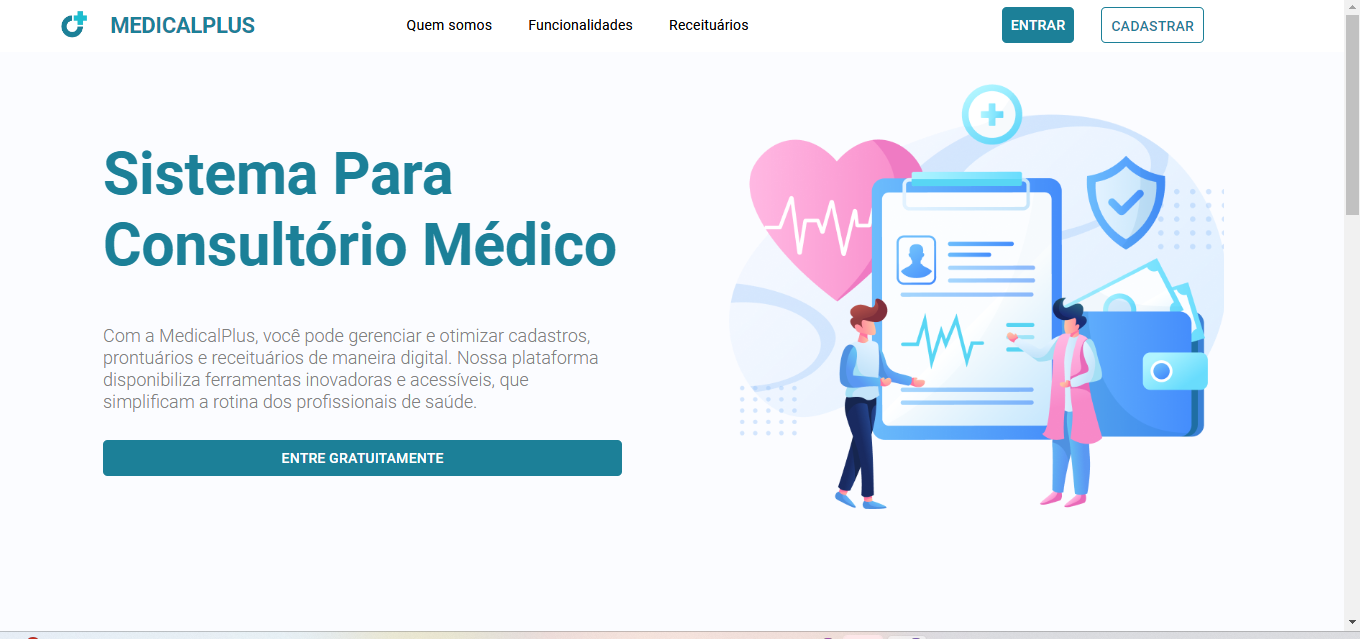 MEDICALPLUS
Quem somos
Funcionalidades
Receituários
ENTRAR
CADASTRAR
Sistema Para
Consultório Médico
Com a MedicalPlus, você pode gerenciar e otimizar cadastros,
prontuários e receituários de maneira digital. Nossa plataforma
disponibiliza ferramentas inovadoras e acessíveis, que
simplificam a rotina dos profissionais de saúde.
ENTRE GRATUITAMENTE